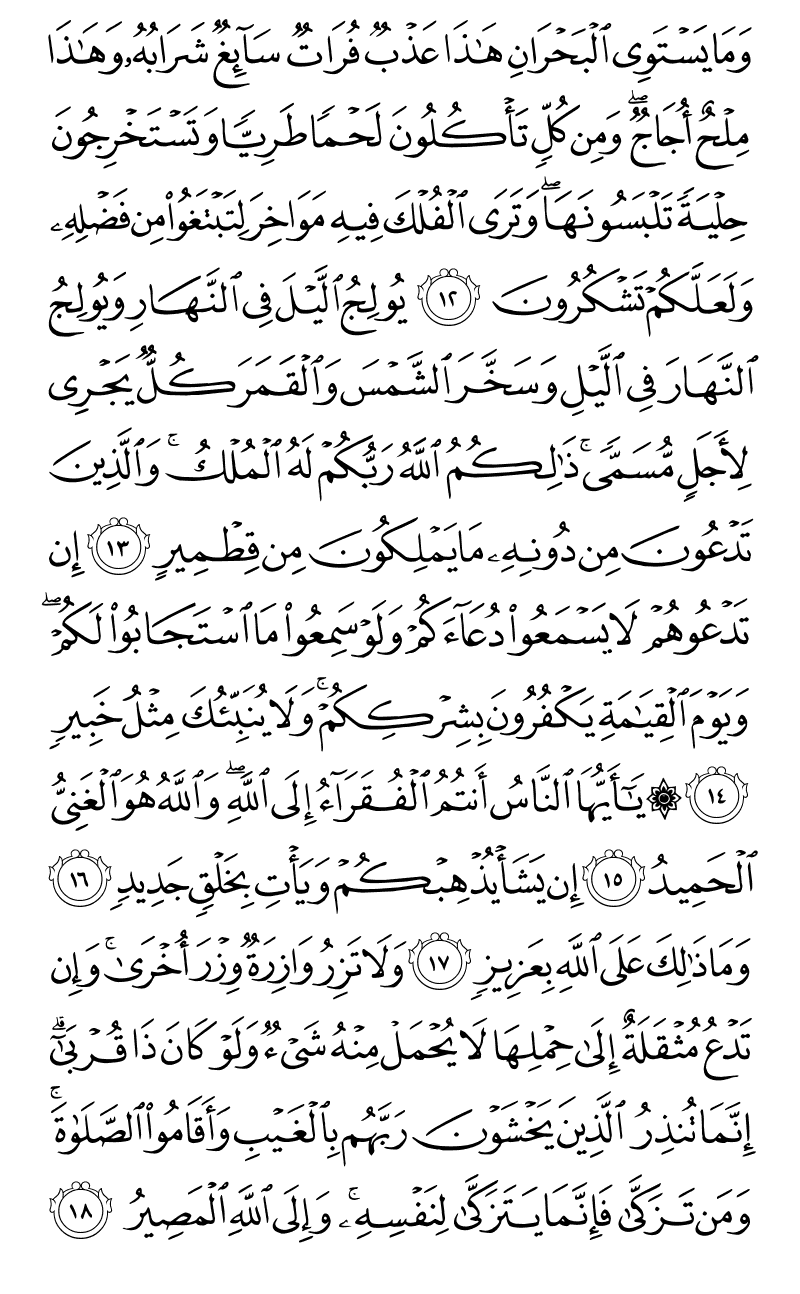 وَمَا يَسْتَوِى ٱلْبَحْرَانِ هَـٰذَا عَذْبٌ فُرَاتٌ سَآئِغٌ شَرَابُهُۥ وَهَـٰذَا
مِلْحٌ أُجَاجٌ ۖ وَمِن كُلٍّ تَأْكُلُونَ لَحْمًا طَرِيًّا وَتَسْتَخْرِجُونَ
حِلْيَةً تَلْبَسُونَهَا ۖ وَتَرَى ٱلْفُلْكَ فِيهِ مَوَاخِرَ لِتَبْتَغُوا۟ مِن فَضْلِهِۦ
وَلَعَلَّكُمْ تَشْكُرُونَ ١٢ يُولِجُ ٱلَّيْلَ فِى ٱلنَّهَارِ وَيُولِجُ
ٱلنَّهَارَ فِى ٱلَّيْلِ وَسَخَّرَ ٱلشَّمْسَ وَٱلْقَمَرَ كُلٌّ يَجْرِى
لِأَجَلٍ مُّسَمًّى ۚ ذَٰلِكُمُ ٱللَّهُ رَبُّكُمْ لَهُ ٱلْمُلْكُ ۚ وَٱلَّذِينَ
تَدْعُونَ مِن دُونِهِۦ مَا يَمْلِكُونَ مِن قِطْمِيرٍ ١٣ إِن
تَدْعُوهُمْ لَا يَسْمَعُوا۟ دُعَآءَكُمْ وَلَوْ سَمِعُوا۟ مَا ٱسْتَجَابُوا۟ لَكُمْ ۖ
وَيَوْمَ ٱلْقِيَـٰمَةِ يَكْفُرُونَ بِشِرْكِكُمْ ۚ وَلَا يُنَبِّئُكَ مِثْلُ خَبِيرٍ
١٤ ۞ يَـٰٓأَيُّهَا ٱلنَّاسُ أَنتُمُ ٱلْفُقَرَآءُ إِلَى ٱللَّهِ ۖ وَٱللَّهُ هُوَ ٱلْغَنِىُّ
ٱلْحَمِيدُ ١٥ إِن يَشَأْ يُذْهِبْكُمْ وَيَأْتِ بِخَلْقٍ جَدِيدٍ ١٦
وَمَا ذَٰلِكَ عَلَى ٱللَّهِ بِعَزِيزٍ ١٧ وَلَا تَزِرُ وَازِرَةٌ وِزْرَ أُخْرَىٰ ۚ وَإِن
تَدْعُ مُثْقَلَةٌ إِلَىٰ حِمْلِهَا لَا يُحْمَلْ مِنْهُ شَىْءٌ وَلَوْ كَانَ ذَا قُرْبَىٰٓ ۗ
إِنَّمَا تُنذِرُ ٱلَّذِينَ يَخْشَوْنَ رَبَّهُم بِٱلْغَيْبِ وَأَقَامُوا۟ ٱلصَّلَوٰةَ ۚ
وَمَن تَزَكَّىٰ فَإِنَّمَا يَتَزَكَّىٰ لِنَفْسِهِۦ ۚ وَإِلَى ٱللَّهِ ٱلْمَصِيرُ ١٨